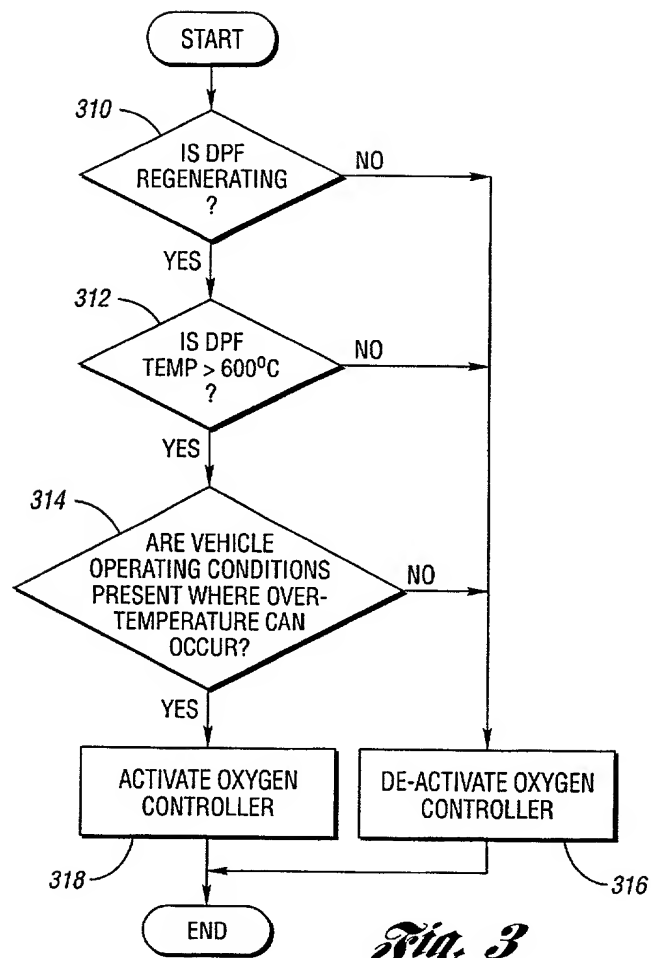 START
310
IS DPF
REGENERATING
?
NO
YES
312
IS DPF
TEMP > 600°C
?
NO
YES
314
ARE VEHICLE
OPERATING CONDITIONS
PRESENT WHERE OVER-
TEMPERATURE CAN
OCCUR?
NO
YES
ACTIVATE OXYGEN
CONTROLLER
DE-ACTIVATE OXYGEN
CONTROLLER
318
316
END
Fig. 3